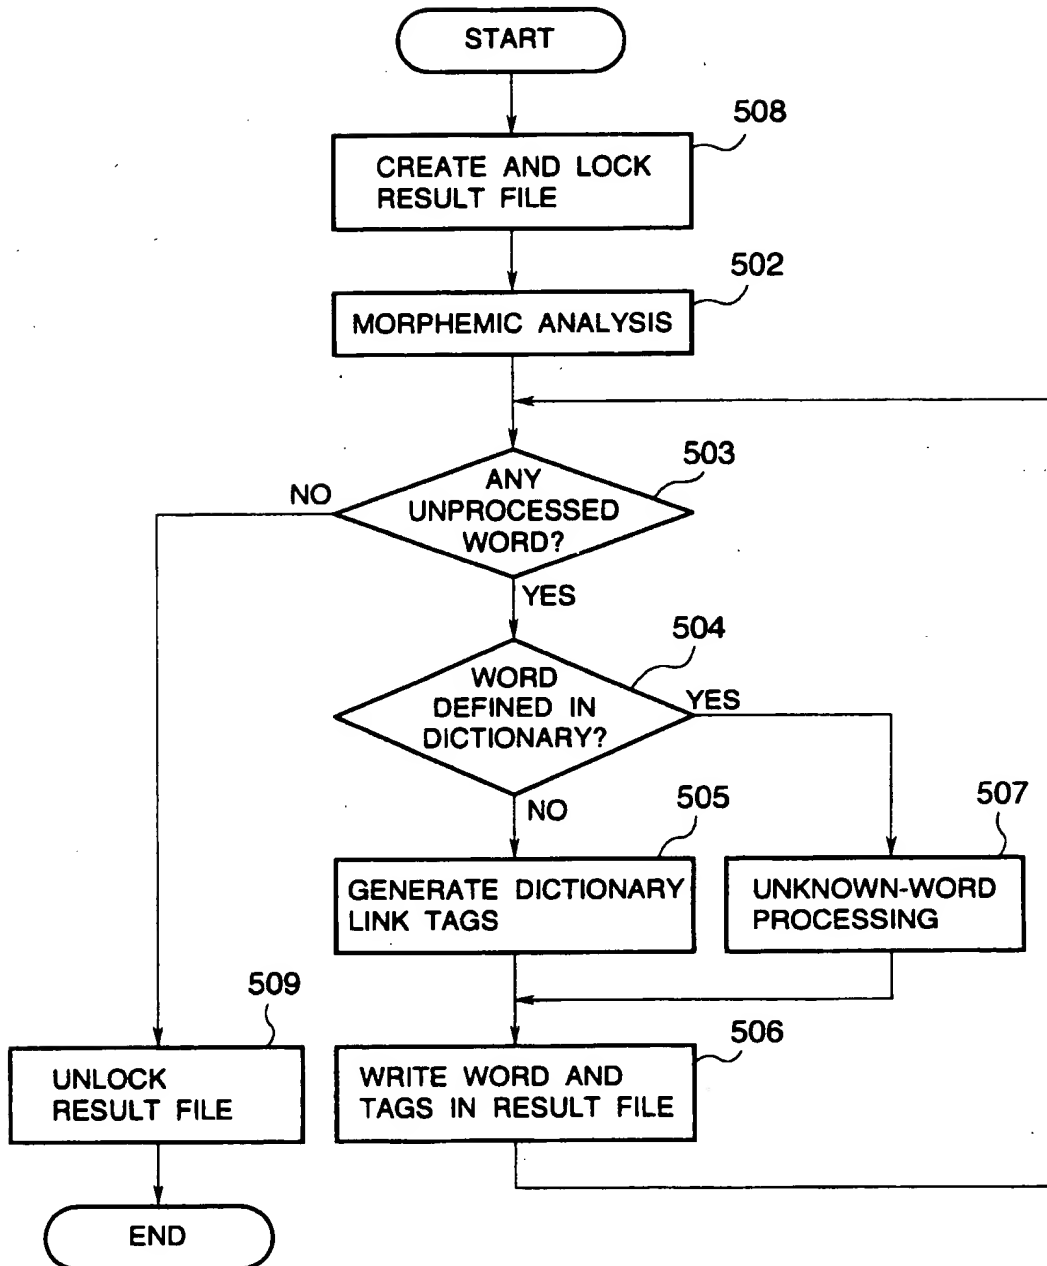 START
508
CREATE AND LOCK
RESULT FILE
502
MORPHEMIC ANALYSIS
503
ANY
UNPROCESSED
WORD?
NO
YES
504
WORD
DEFINED IN
DICTIONARY?
YES
NO
505
GENERATE DICTIONARY
LINK TAGS
507
UNKNOWN-WORD
PROCESSING
509
UNLOCK
RESULT FILE
506
WRITE WORD AND
TAGS IN RESULT FILE
END